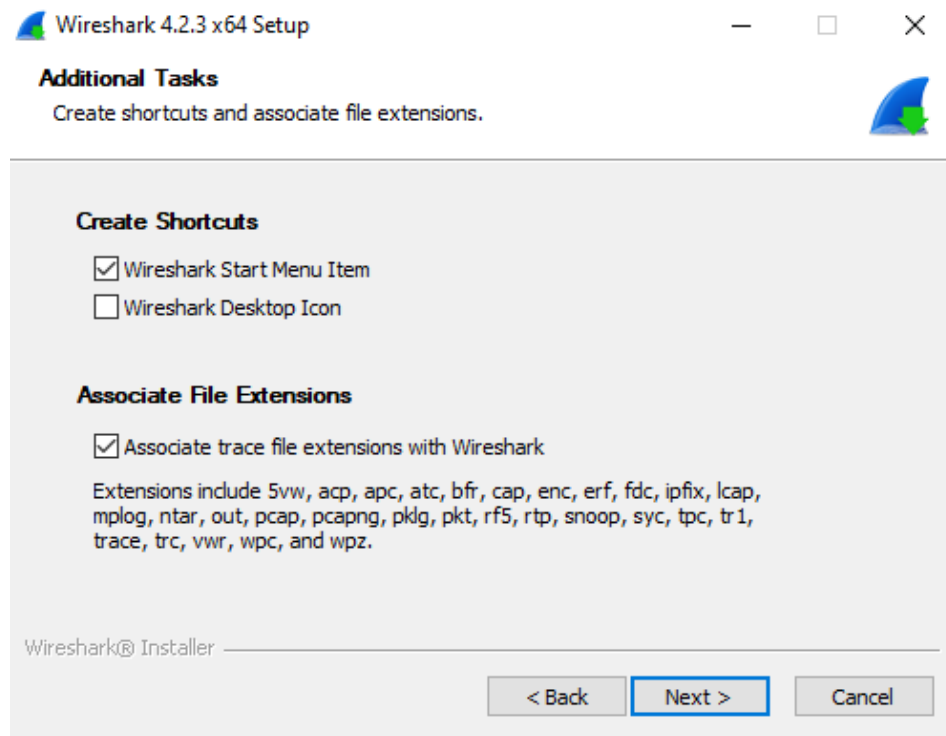 Wireshark 4.2.3 x64 Setup
Additional Tasks
Create shortcuts and associate file extensions.
Create Shortcuts
Wireshark Start Menu Item
Wireshark Desktop Icon
Associate File Extensions
Associate trace file extensions with Wireshark
Extensions include 5vw, acp, apc, atc, bfr, cap, enc, erf, fdc, ipfix, lcap,
mplog, ntar, out, pcap, pcapng, pklg, pkt, rf5, rtp, snoop, syc, tpc, tr1,
trace, trc, vwr, wpc, and wpz.
Wireshark® Installer
< Back
Next >
Cancel